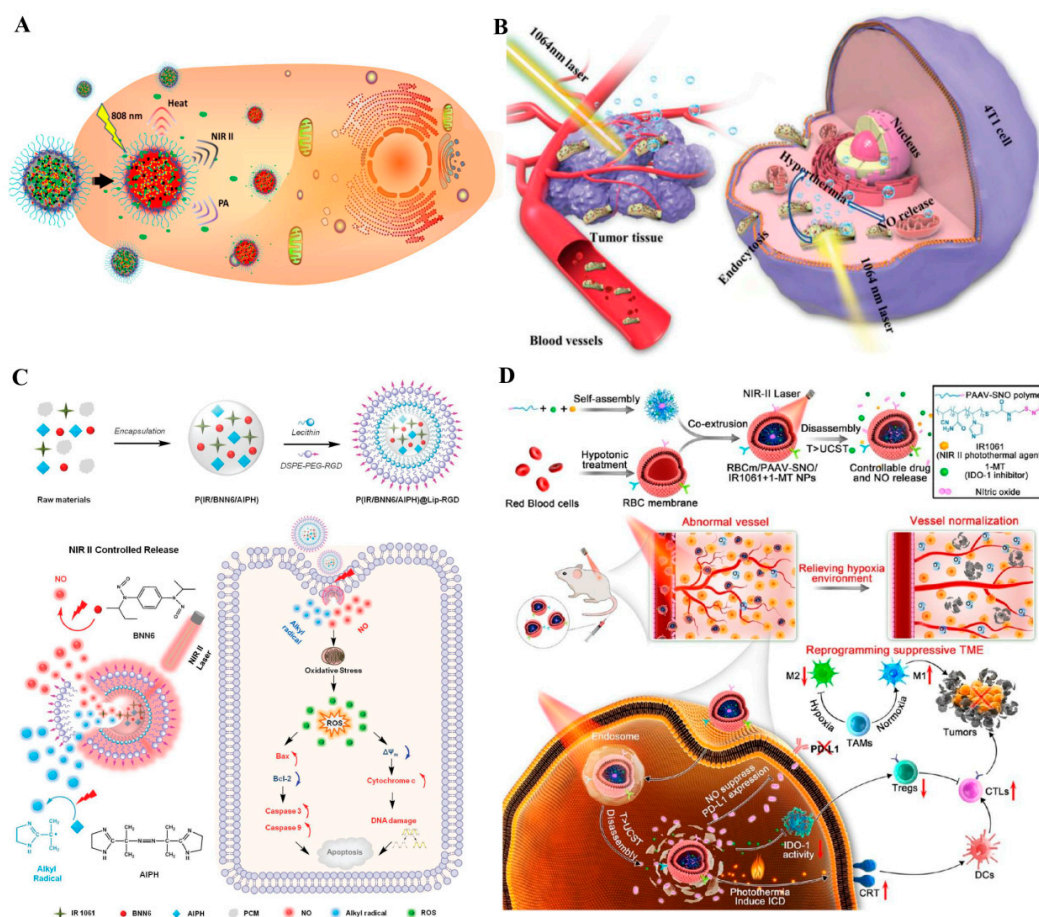 A
808 nm
Heat
NIR II
PA
B
1064nm laser
Tumor tissue
Blood vessels
4T1 cell
Nucleus
Hyperthermia
NO release
Endocytosis
1064 nm laser
C
Encapsulation
Lecithin
DSPE-PEG-RGD
Raw materials
P(IR/BNN6/AIPH)
P(IR/BNN6/AIPH)@Lip-RGD
NIR II Controlled Release
NO
BNN6
NIR II
Laser
Alkyl
Radical
AIPH
Alkyl
radical
NO
Oxidative Stress
ROS
Bax
Bcl-2
Caspase 3
Caspase 9
ΔΨm
Cytochrome c
DNA damage
Apoptosis
IR 1061
BNN6
AIPH
PCM
NO
Alkyl radical
ROS
D
Self-assembly
Hypotonic
treatment
Red Blood cells
RBC membrane
Co-extrusion
NIR-II Laser
RBCm/PAAV-SNO/
IR1061+1-MT NPs
Disassembly
T>UCST
Controllable drug
and NO release
PAAV-SNO polymer
IR1061
(NIR II photothermal agent)
1-MT
(IDO-1 inhibitor)
Nitric oxide
Abnormal vessel
Relieving hypoxia
environment
Vessel normalization
Reprogramming suppressive TME
M2
M1
Hypoxia
Normoxia
TAMs
Tumors
PD-L1
Tregs
CTLs
DCs
CRT
Endosome
T>UCST
Disassembly
NO suppress
PD-L1 expression
IDO-1
activity
Photothermia
Induce ICD